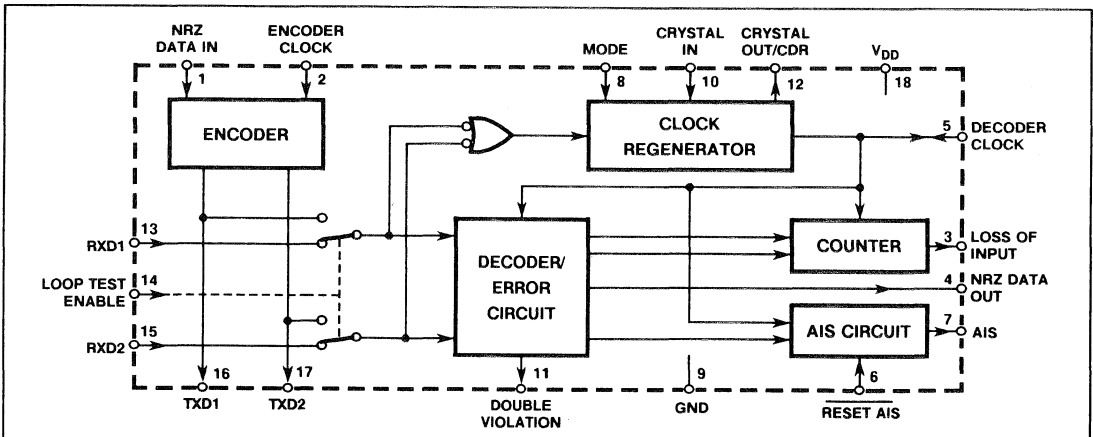 NRZ
DATA IN
ENCODER
CLOCK
MODE
CRYSTAL
IN
CRYSTAL
OUT/CDR
VDD
1
2
8
10
12
18
ENCODER
CLOCK
REGENERATOR
5
DECODER
CLOCK
13
RXD1
14
LOOP TEST
ENABLE
15
RXD2
DECODER/
ERROR
CIRCUIT
COUNTER
3
LOSS OF
INPUT
4
NRZ DATA
OUT
AIS CIRCUIT
7
AIS
16
17
11
9
6
TXD1
TXD2
DOUBLE
VIOLATION
GND
RESET AIS